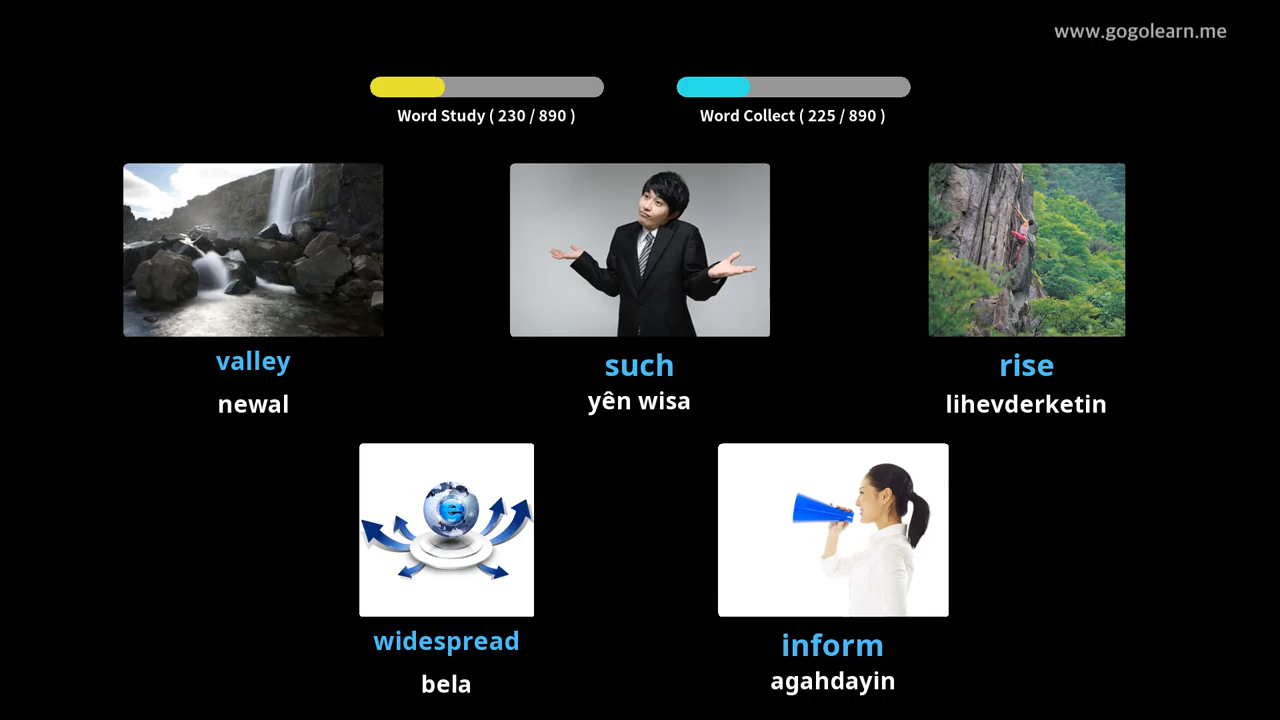 www.gogolearn.me
Word Study ( 230 / 890 )
Word Collect ( 225 / 890 )
valley
newal
such
yên wisa
rise
lihevderketin
e
widespread
bela
inform
agahdayin